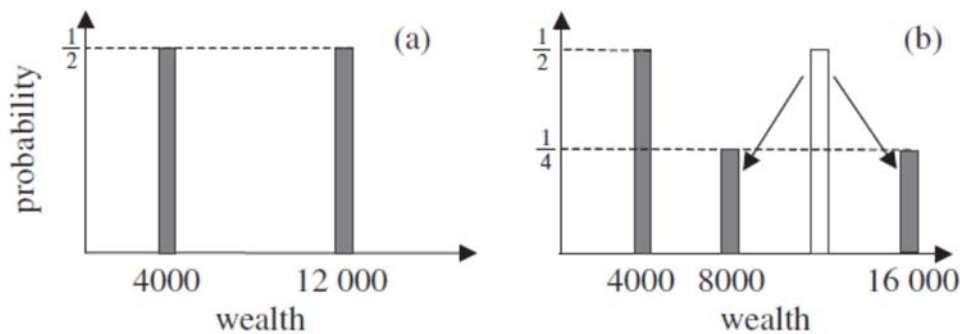 (a)
1/2
probability
4000 12 000
wealth
(b)
1/2
1/4
4000 8000 16 000
wealth